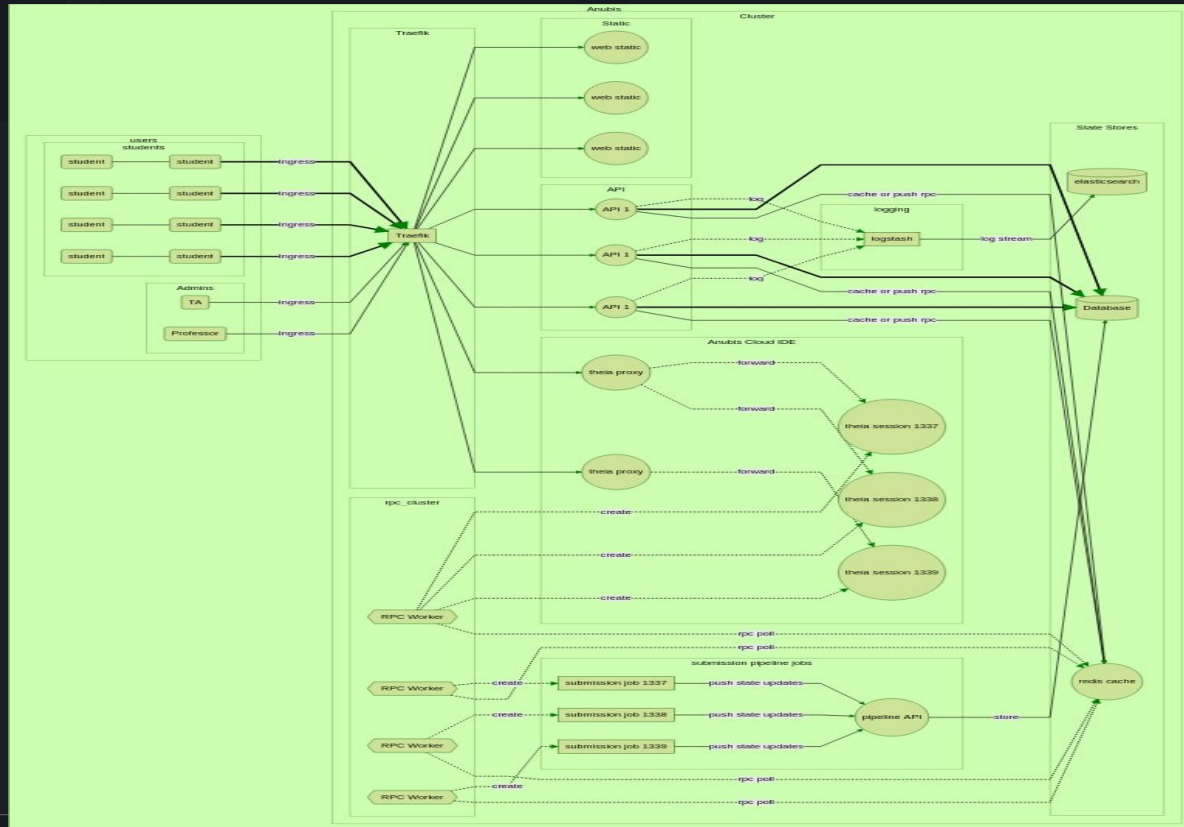 Anubis
Cluster
Static
Traefik
web static
web static
web static
State Stores
users
students
student
student
Ingress
student
student
Ingress
student
student
Ingress
student
student
Ingress
Admins
TA
Ingress
Professor
Ingress
Traefik
API
API 1
API 1
API 1
log
log
log
cache or push rpc
cache or push rpc
cache or push rpc
logging
logstash
log stream
elasticsearch
Database
Anubis Cloud IDE
theia proxy
forward
forward
theia session 1337
theia proxy
forward
theia session 1338
theia session 1339
rpc_cluster
create
create
create
RPC Worker
rpc poll
rpc poll
submission pipeline jobs
RPC Worker
create
submission job 1337
push state updates
RPC Worker
create
submission job 1338
push state updates
pipeline API
store
redis cache
submission job 1339
push state updates
rpc poll
RPC Worker
create
rpc poll